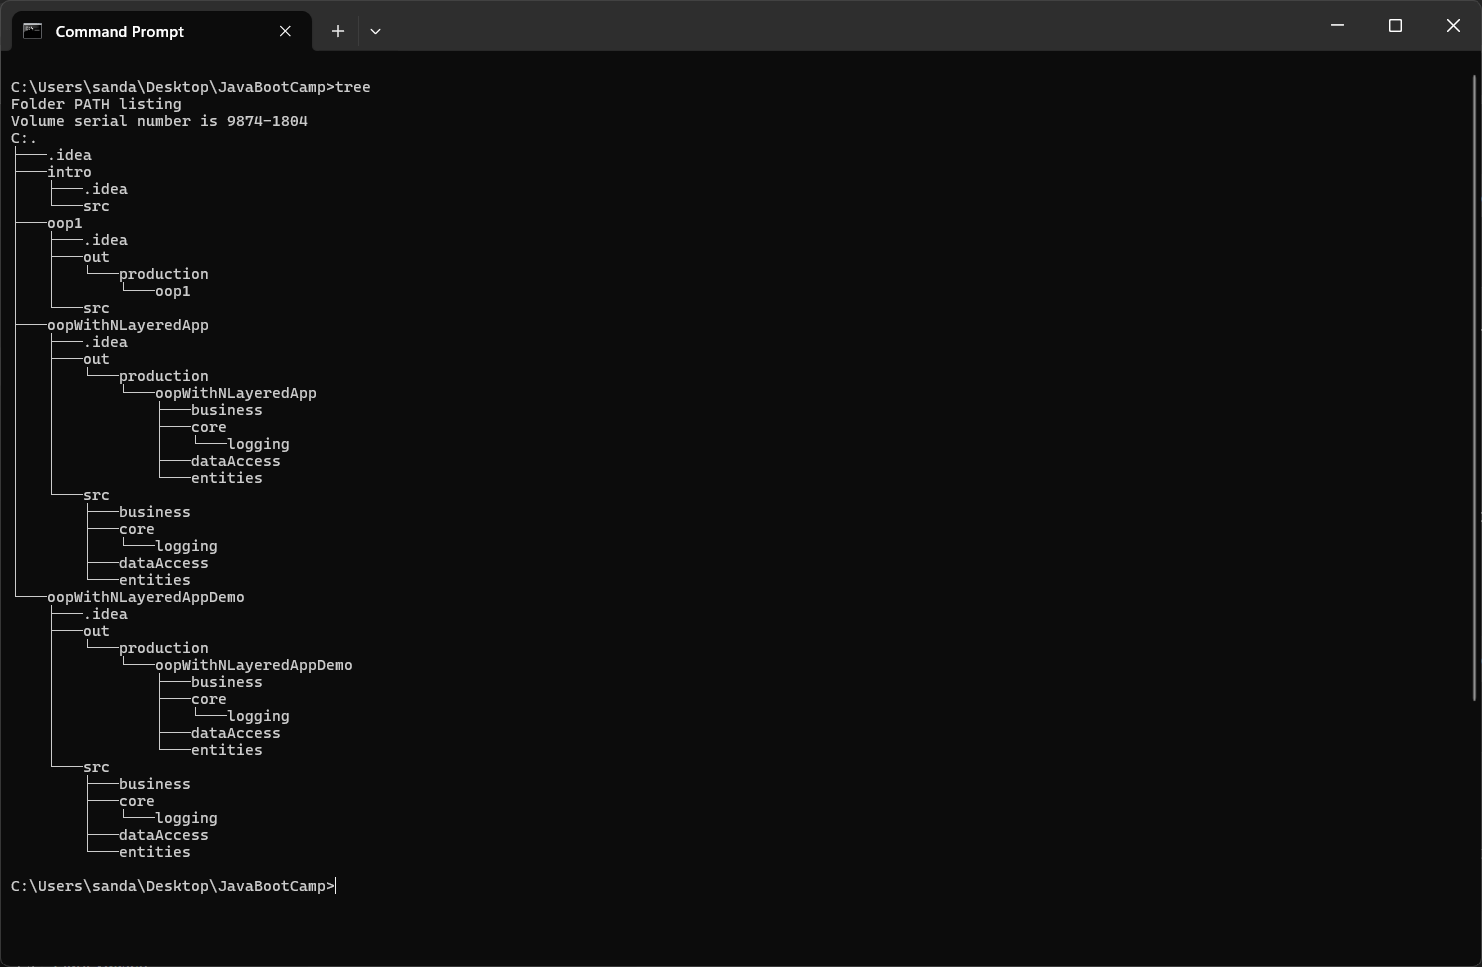 Command Prompt
C:\Users\sanda\Desktop\JavaBootCamp>tree
Folder PATH listing
Volume serial number is 9874-1804
C:.
├───.idea
├───intro
│   ├───.idea
│   └───src
├───oop1
│   ├───.idea
│   ├───out
│   │   └───production
│   │       └───oop1
│   └───src
├───oopWithNLayeredApp
│   ├───.idea
│   ├───out
│   │   └───production
│   │       └───oopWithNLayeredApp
│   │           ├───business
│   │           ├───core
│   │           │   └───logging
│   │           ├───dataAccess
│   │           └───entities
│   └───src
│       ├───business
│       ├───core
│       │   └───logging
│       ├───dataAccess
│       └───entities
└───oopWithNLayeredAppDemo
    ├───.idea
    ├───out
    │   └───production
    │       └───oopWithNLayeredAppDemo
    │           ├───business
    │           ├───core
    │           │   └───logging
    │           ├───dataAccess
    │           └───entities
    └───src
        ├───business
        ├───core
        │   └───logging
        ├───dataAccess
        └───entities
C:\Users\sanda\Desktop\JavaBootCamp>